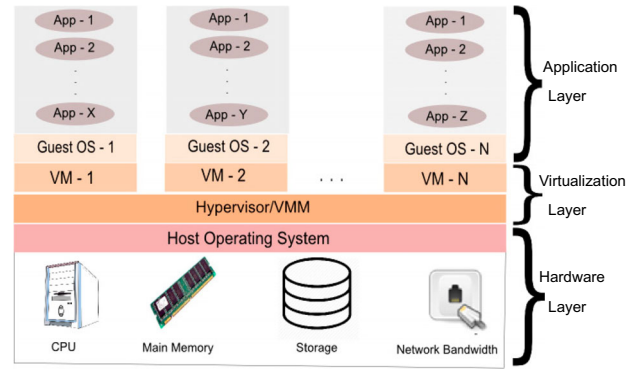 App - 1
App - 1
App - 1
App - 2
App - 2
App - 2
Application
Layer
App - X
App - Y
App - Z
Guest OS - 1
Guest OS - 2
Guest OS - N
VM - 1
VM - 2
. . .
VM - N
Virtualization
Layer
Hypervisor/VMM
Host Operating System
Hardware
Layer
CPU
Main Memory
Storage
Network Bandwidth